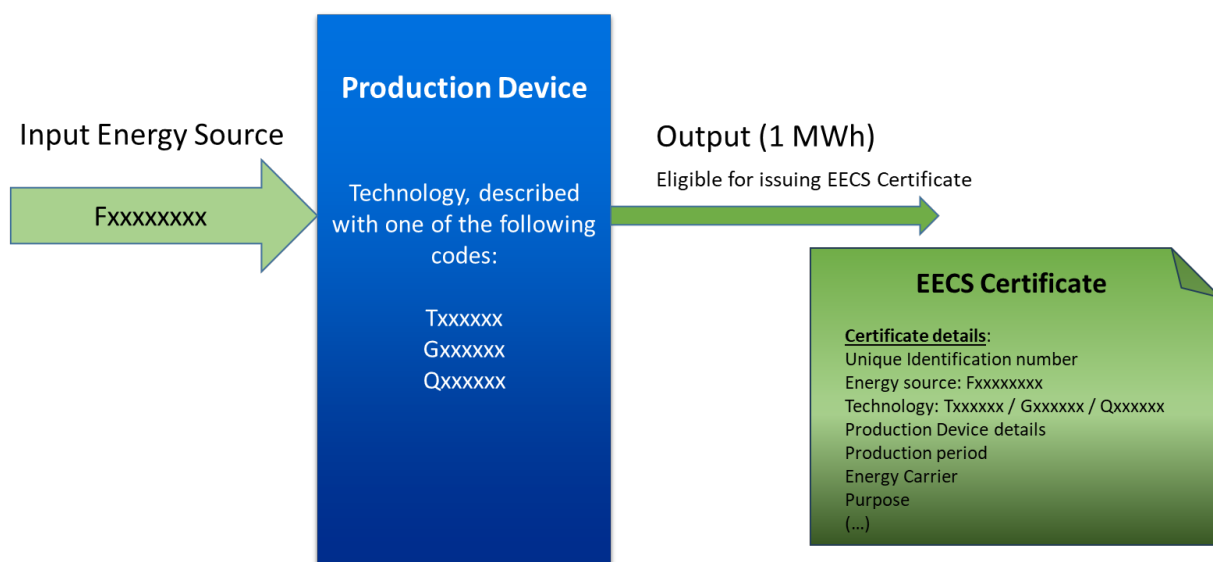 Input Energy Source
Fxxxxxxxx
Production Device
Technology, described
with one of the following
codes:
Txxxxxx
Gxxxxxx
Qxxxxxx
Output (1 MWh)
Eligible for issuing EECS Certificate
EECS Certificate
Certificate details:
Unique Identification number
Energy source: Fxxxxxxxx
Technology: Txxxxxx / Gxxxxxx / Qxxxxxx
Production Device details
Production period
Energy Carrier
Purpose
(...)